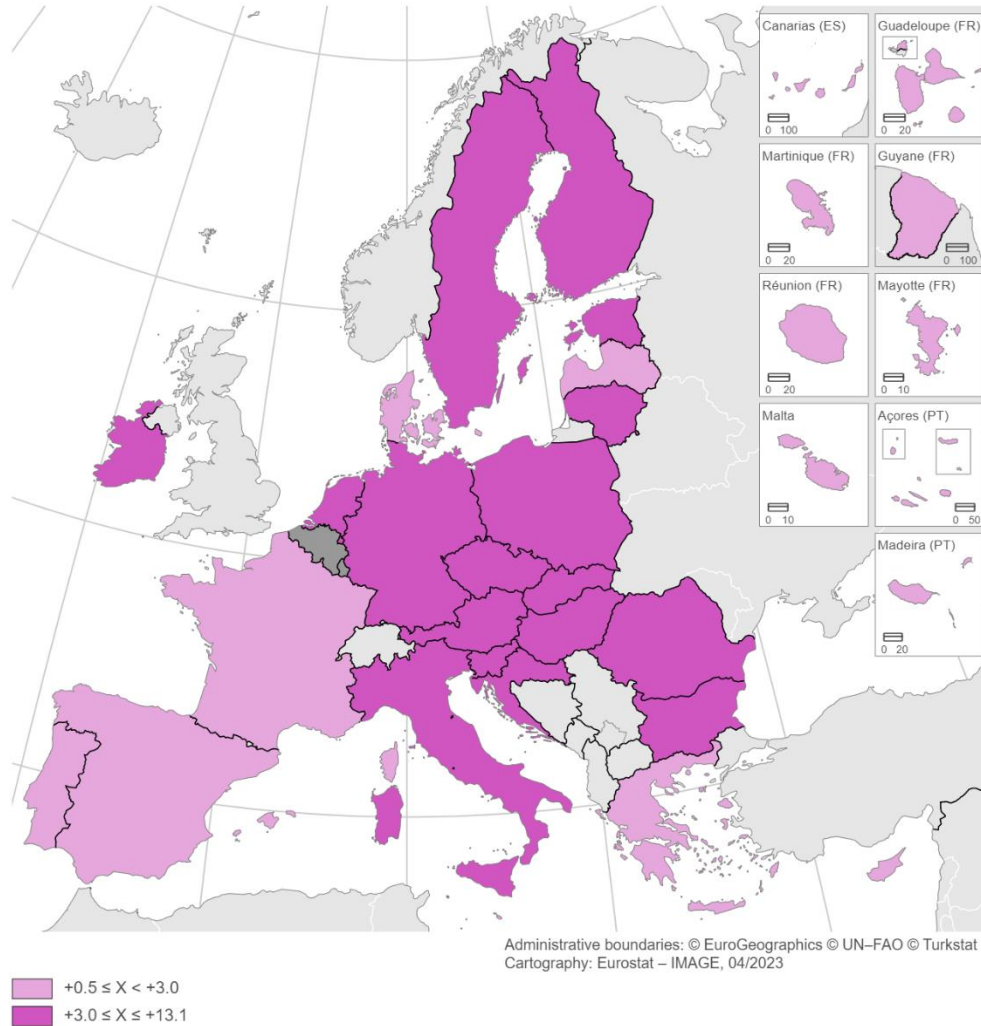 Canarias (ES)
0 100
Guadeloupe (FR)
0 20
Martinique (FR)
0 20
Guyane (FR)
0 100
Réunion (FR)
0 20
Mayotte (FR)
0 10
Malta
0 10
Açores (PT)
0 50
Madeira (PT)
0 20
Administrative boundaries: © EuroGeographics © UN–FAO © Turkstat
Cartography: Eurostat – IMAGE, 04/2023
+0.5 ≤ X < +3.0
+3.0 ≤ X ≤ +13.1